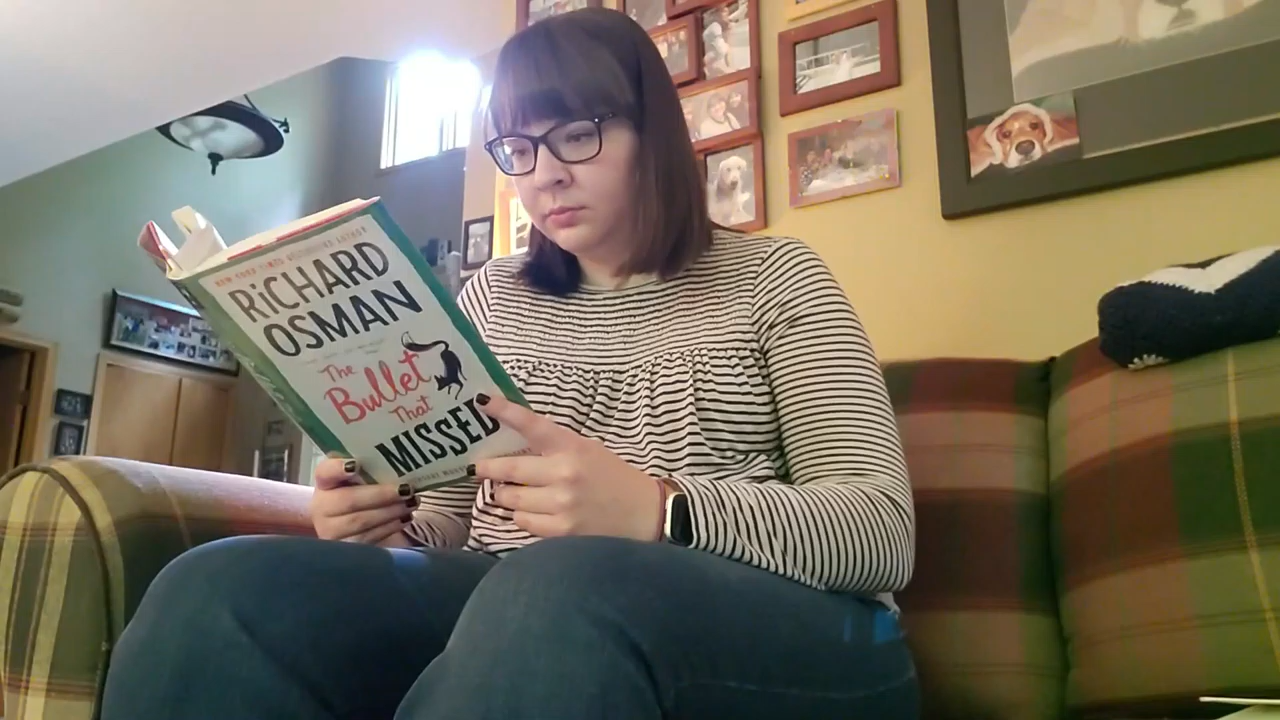 NEW YORK TIMES BESTSELLING AUTHOR
RiCHARD
OSMAN
The
Bullet
That
MISSED